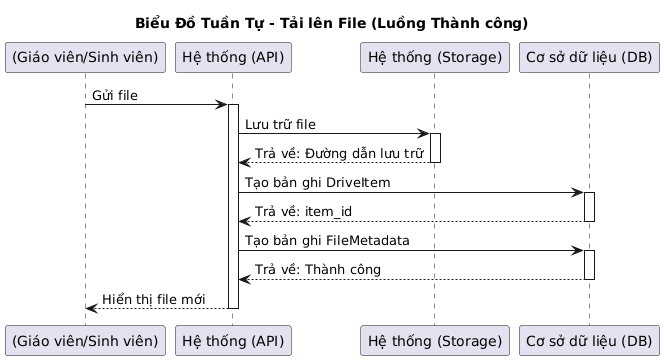 Biểu Đồ Tuần Tự - Tải lên File (Luồng Thành công)
(Giáo viên/Sinh viên) Hệ thống (API) Hệ thống (Storage) Cơ sở dữ liệu (DB)
Gửi file
Lưu trữ file
Trả về: Đường dẫn lưu trữ
Tạo bản ghi DriveItem
Trả về: item_id
Tạo bản ghi FileMetadata
Trả về: Thành công
Hiển thị file mới
(Giáo viên/Sinh viên) Hệ thống (API) Hệ thống (Storage) Cơ sở dữ liệu (DB)